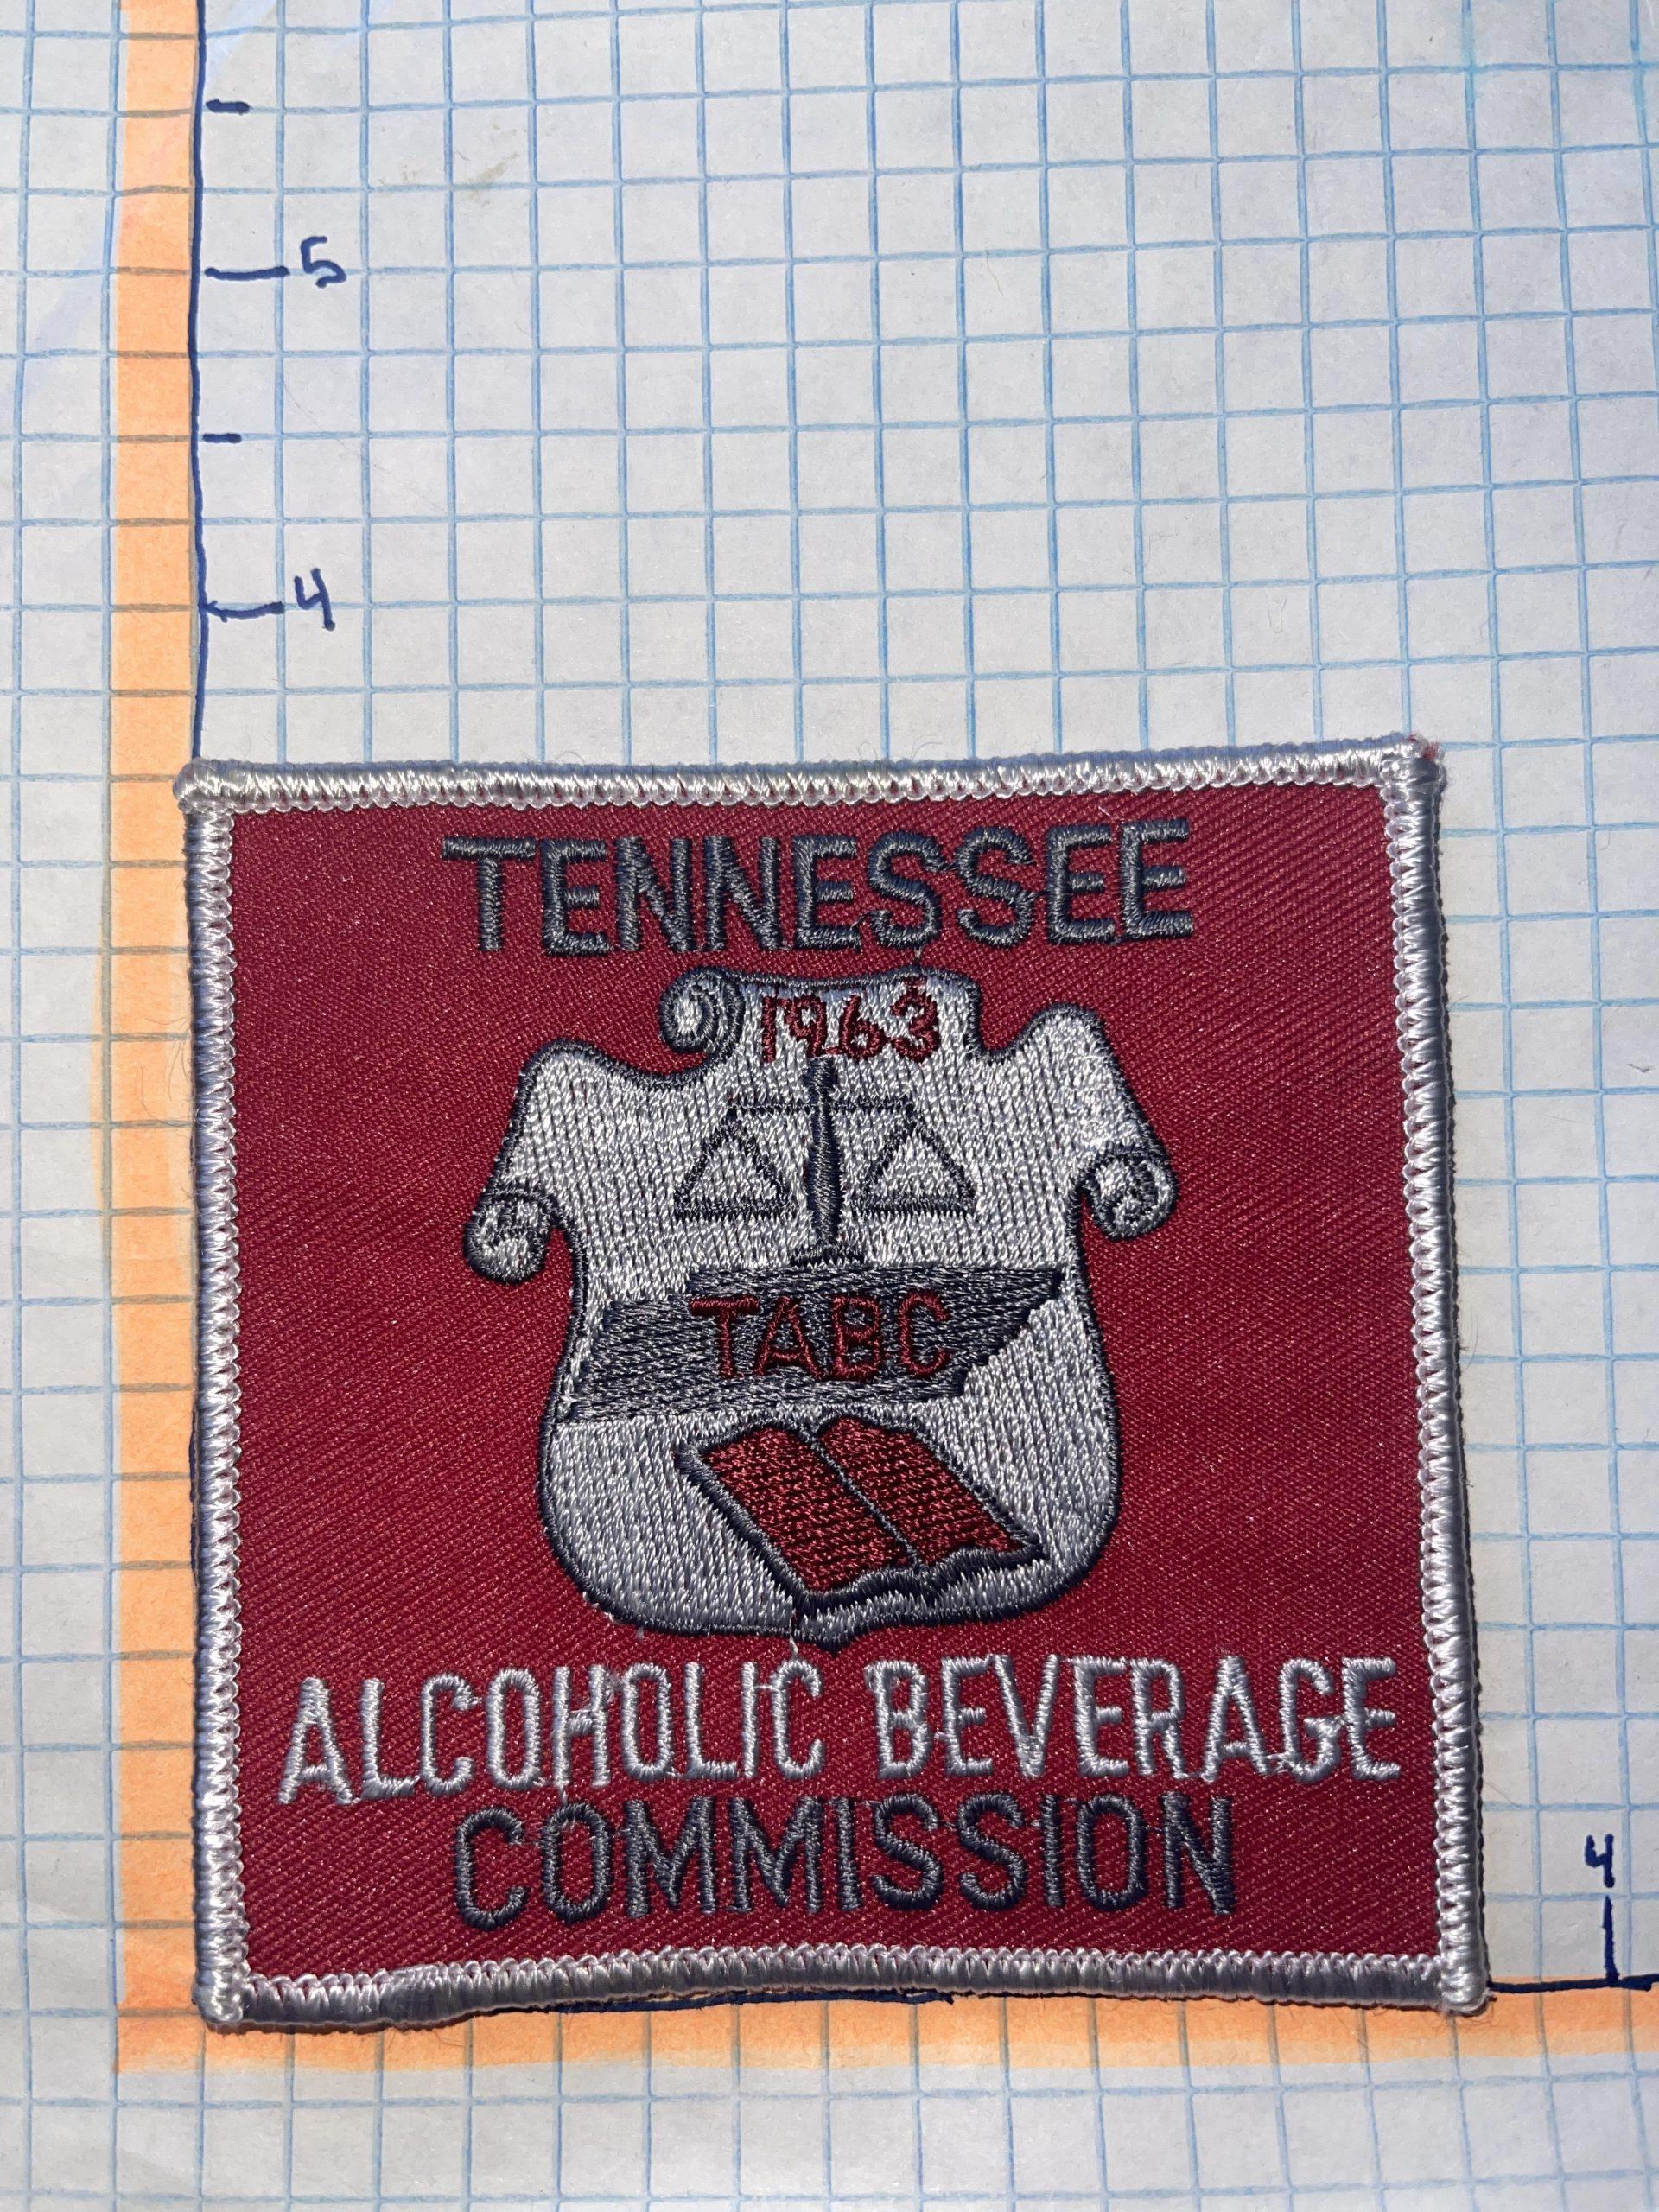 5
4
TENNESSEE
1963
TABC
ALCOHOLIC BEVERAGE
COMMISSION
4